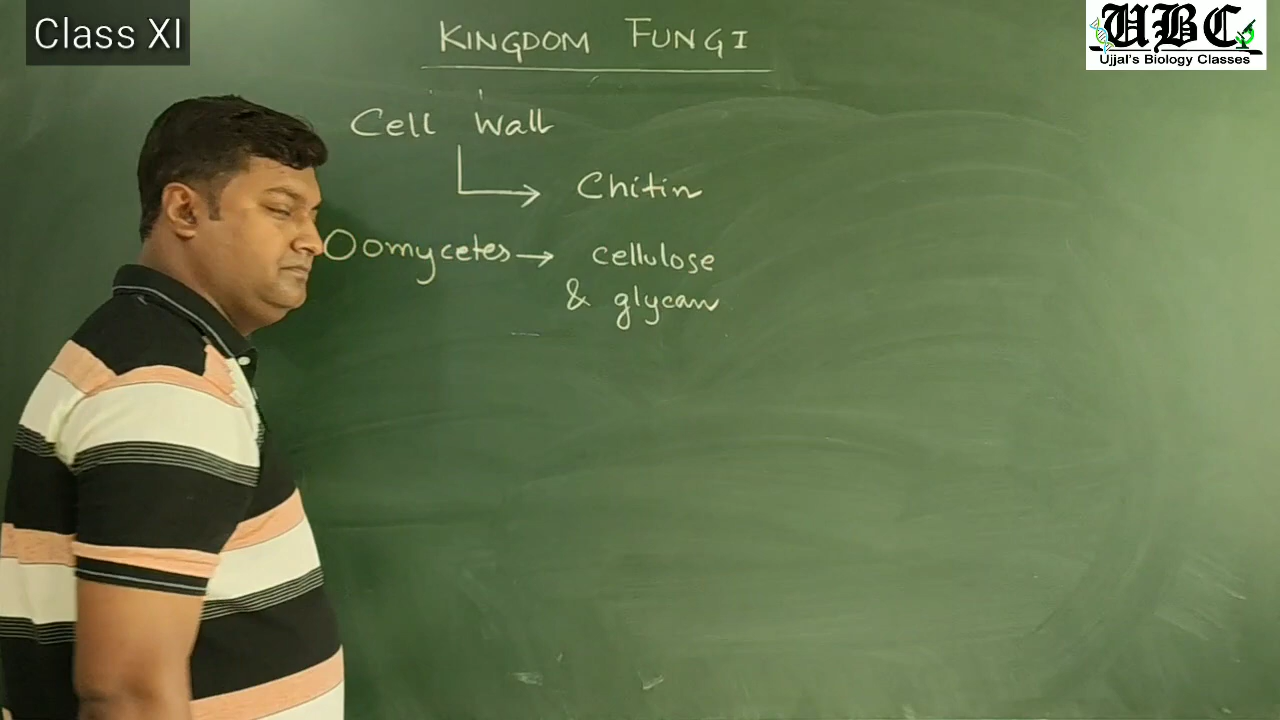 Class XI
UBC
Ujjal's Biology Classes
KINGDOM FUNGI
Cell Wall
Chitin
Oomycetes → cellulose
& glycan